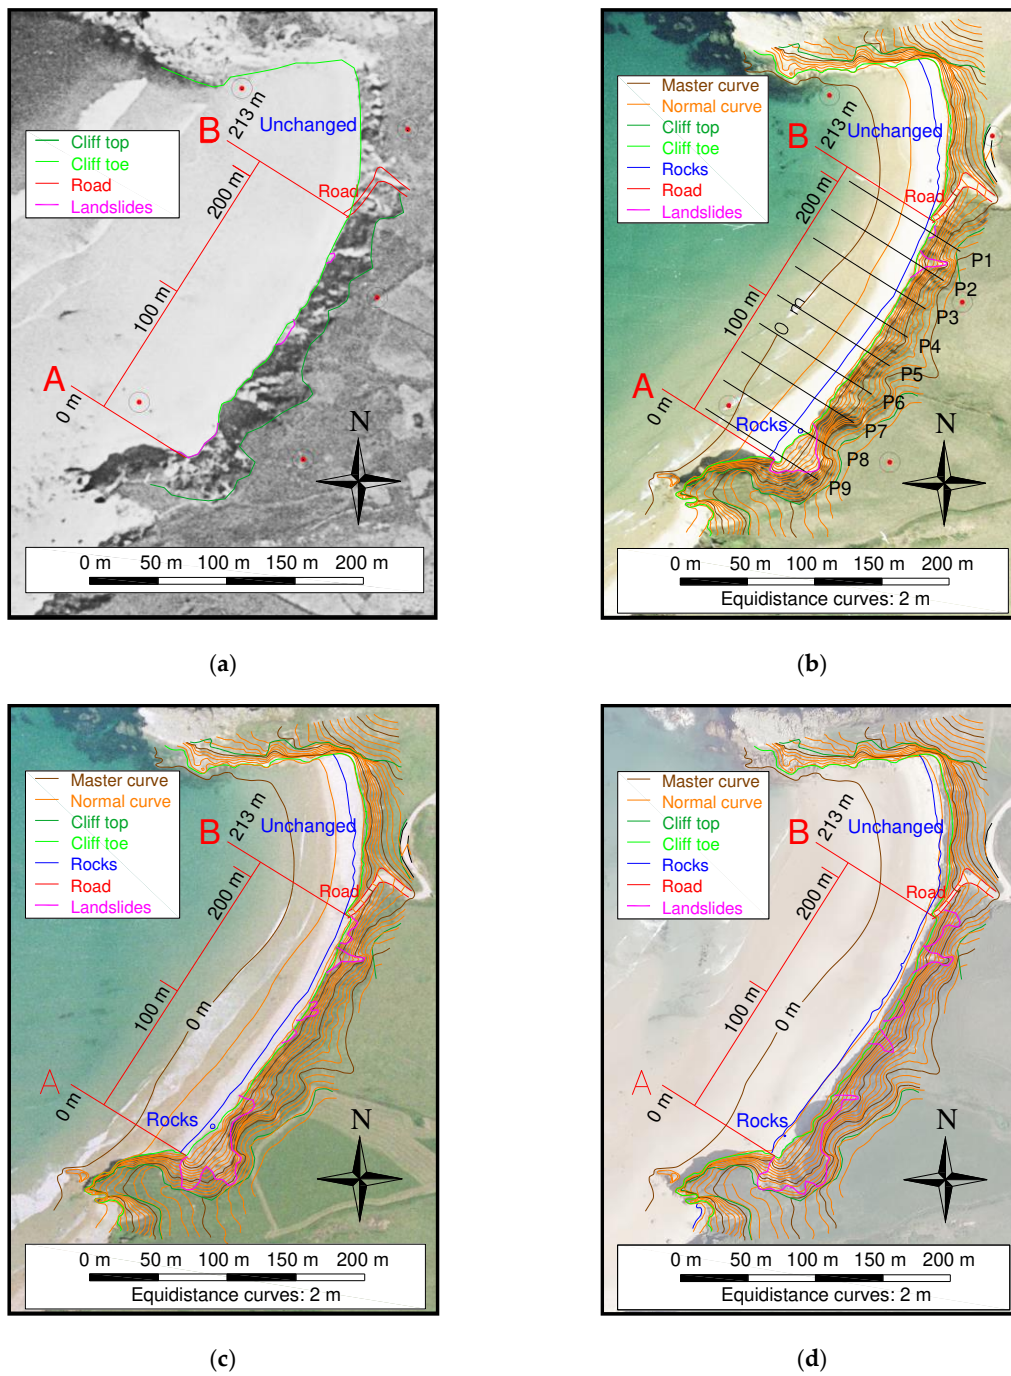 B
213 m
Unchanged
Cliff top
Cliff toe
Road
Landslides
200 m
Road
100 m
A
0 m
N
0 m 50 m 100 m 150 m 200 m
(a)
Master curve
Normal curve
Cliff top
Cliff toe
Rocks
Road
Landslides
B
213 m
Unchanged
200 m
Road
P1
P2
P3
P4
P5
P6
P7
P8
P9
100 m
0 m
A
0 m
Rocks
N
0 m 50 m 100 m 150 m 200 m
Equidistance curves: 2 m
(b)
Master curve
Normal curve
Cliff top
Cliff toe
Rocks
Road
Landslides
B
213 m
Unchanged
200 m
Road
100 m
0 m
A
0 m
Rocks
N
0 m 50 m 100 m 150 m 200 m
Equidistance curves: 2 m
(c)
Master curve
Normal curve
Cliff top
Cliff toe
Rocks
Road
Landslides
B
213 m
Unchanged
200 m
Road
100 m
0 m
A
0 m
Rocks
N
0 m 50 m 100 m 150 m 200 m
Equidistance curves: 2 m
(d)